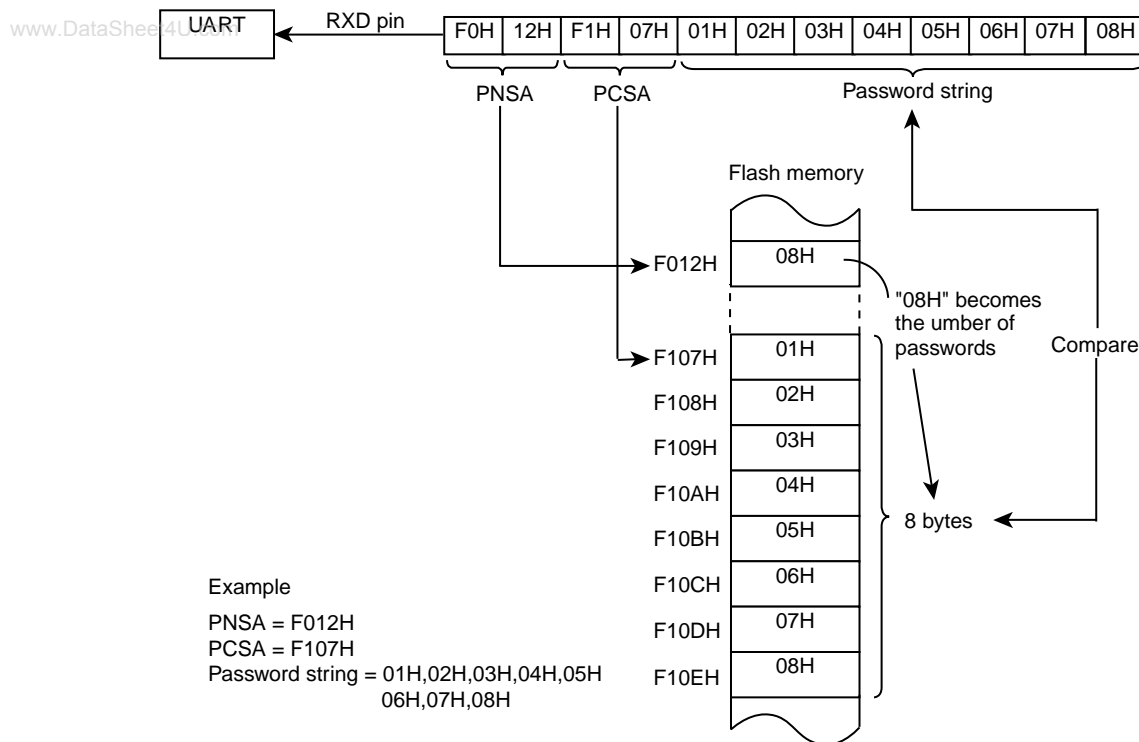 www.DataSheet4U.com
UART
RXD pin
F0H 12H F1H 07H 01H 02H 03H 04H 05H 06H 07H 08H
PNSA
PCSA
Password string
Flash memory
F012H
08H
"08H" becomes
the umber of
passwords
Compare
F107H
01H
F108H
02H
F109H
03H
F10AH
04H
F10BH
05H
8 bytes
F10CH
06H
F10DH
07H
F10EH
08H
Example
PNSA = F012H
PCSA = F107H
Password string = 01H,02H,03H,04H,05H
06H,07H,08H